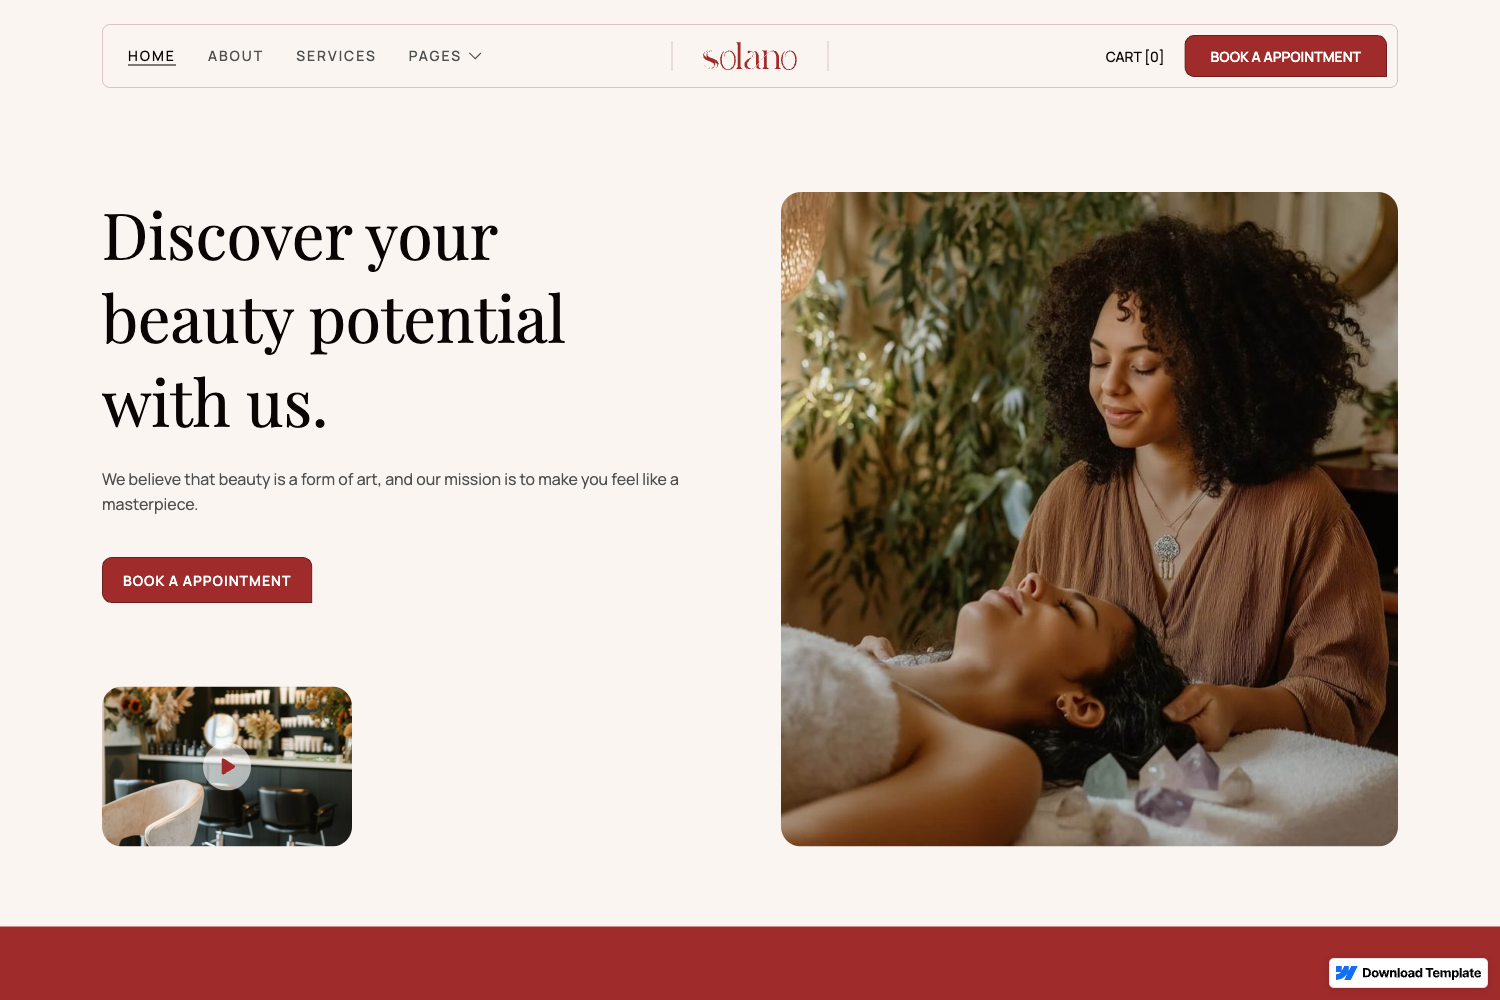 HOME ABOUT SERVICES PAGES solano CART [0] BOOK A APPOINTMENT
Discover your
beauty potential
with us.
We believe that beauty is a form of art, and our mission is to make you feel like a
masterpiece.
BOOK A APPOINTMENT
Download Template